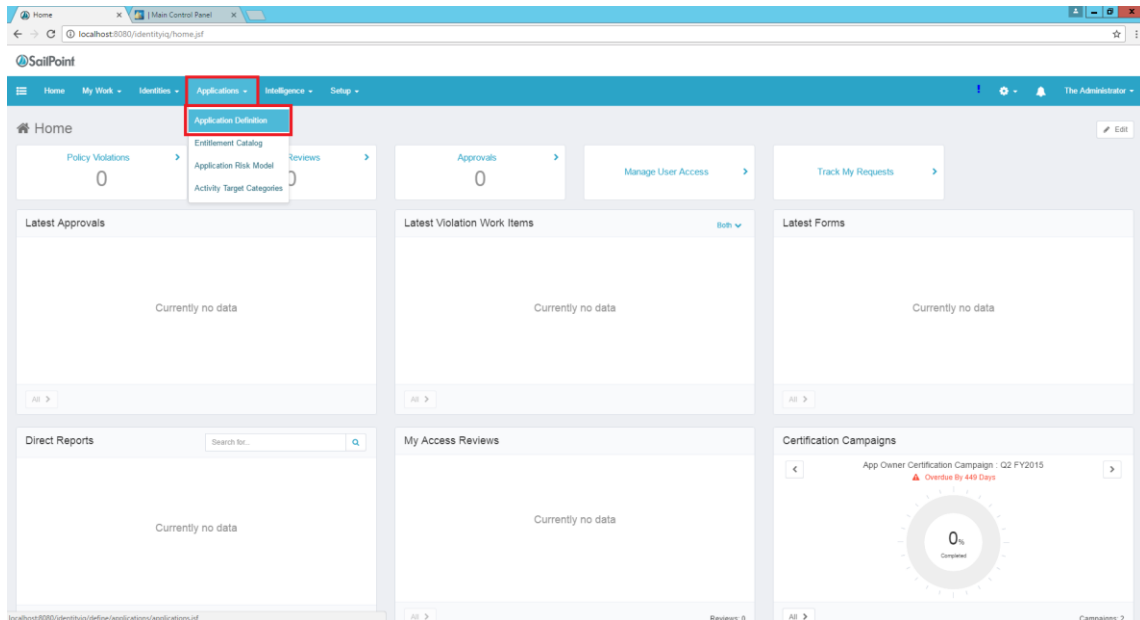 Home
| Main Control Panel
localhost:8080/identityiq/home.jsf
SailPoint
Home My Work Identities Applications Intelligence Setup
! The Administrator
Application Definition
Entitlement Catalog
Application Risk Model
Activity Target Categories
Home
Edit
Policy Violations
0
Reviews
Approvals
0
Manage User Access
Track My Requests
Latest Approvals
Currently no data
All
Latest Violation Work Items
Both
Currently no data
All
Latest Forms
Currently no data
All
Direct Reports
Search for...
Currently no data
My Access Reviews
Currently no data
All
Reviews: 0
Certification Campaigns
App Owner Certification Campaign : Q2 FY2015
Overdue By 449 Days
0%
Completed
All
Campaigns: 2
localhost:8080/identityiq/define/applications/applications.jsf